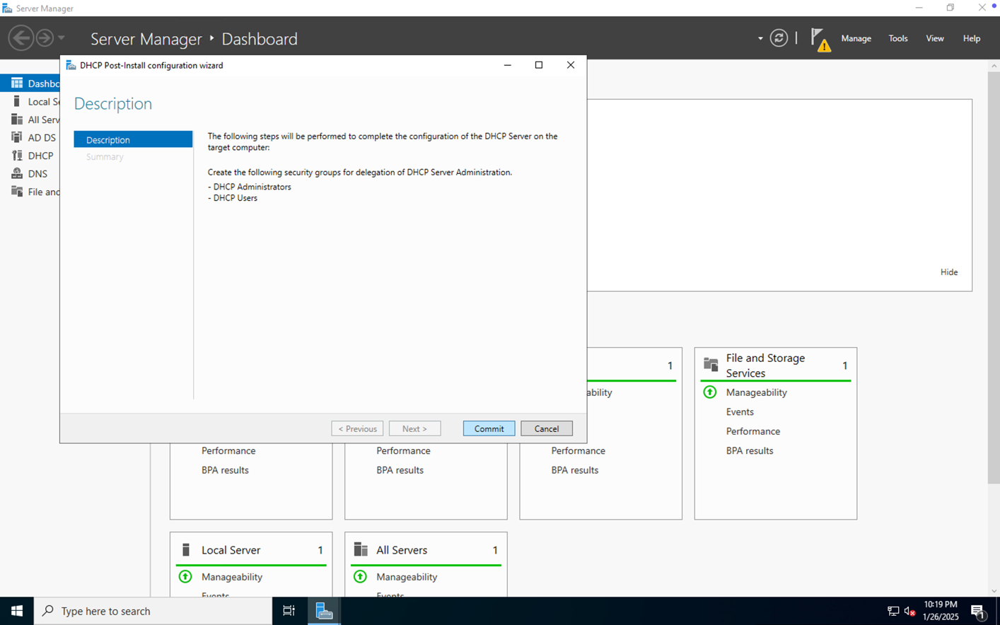 Server Manager
Server Manager ‣ Dashboard
Manage
Tools
View
Help
DHCP Post-Install configuration wizard
Dashbo
Local Se
All Serv
AD DS
DHCP
DNS
File and
Description
Description
Summary
The following steps will be performed to complete the configuration of the DHCP Server on the
target computer:
Create the following security groups for delegation of DHCP Server Administration.
- DHCP Administrators
- DHCP Users
< Previous
Next >
Commit
Cancel
Hide
1
ability
Performance
BPA results
Performance
BPA results
Performance
BPA results
File and Storage
Services
1
Manageability
Events
Performance
BPA results
Local Server
1
Manageability
Events
All Servers
1
Manageability
Events
Type here to search
10:19 PM
1/26/2025
1